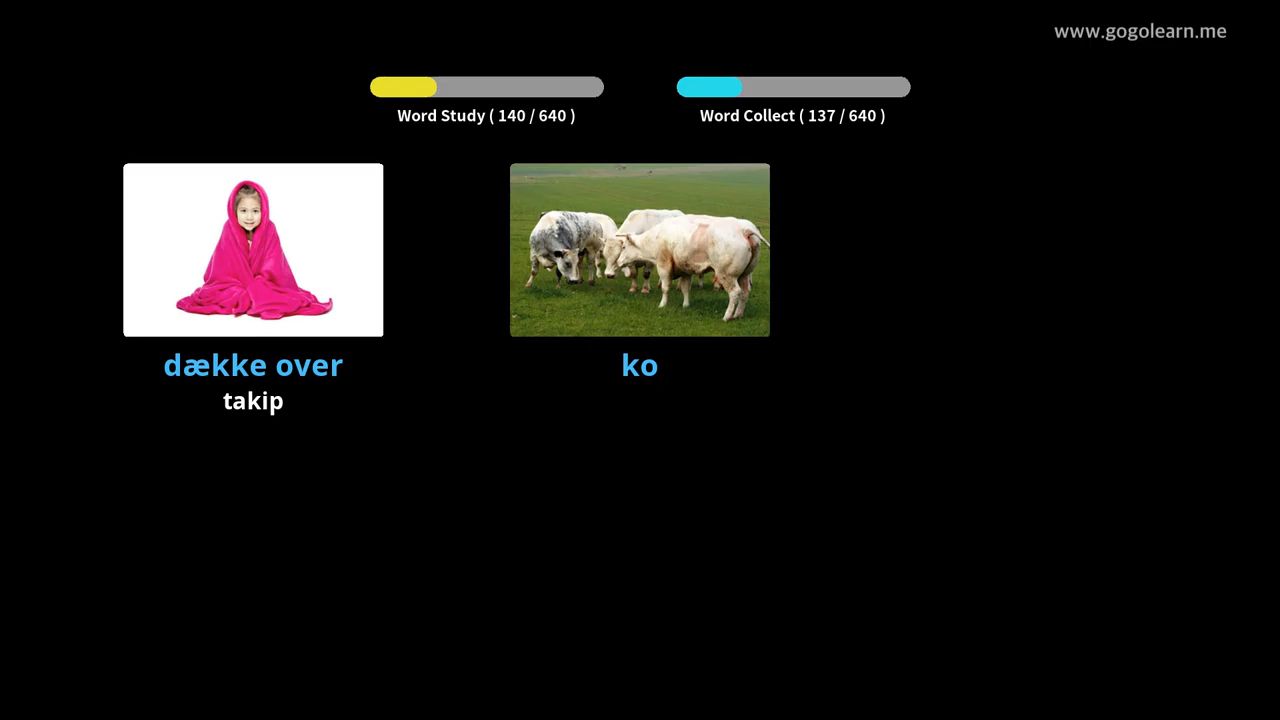 www.gogolearn.me
Word Study ( 140 / 640 )
Word Collect ( 137 / 640 )
dække over
takip
ko